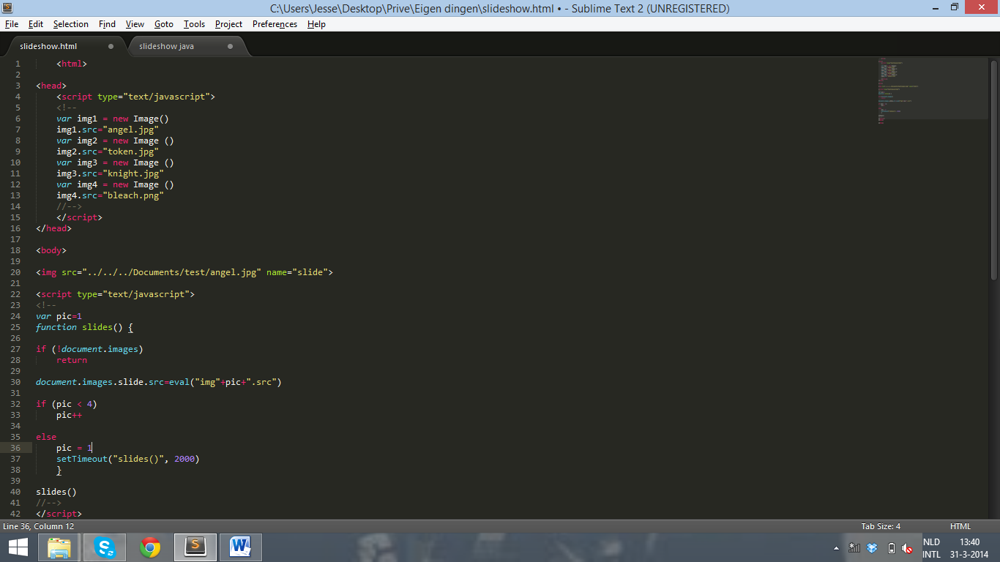 C:\Users\Jesse\Desktop\Prive\Eigen dingen\slideshow.html • - Sublime Text 2 (UNREGISTERED)
File Edit Selection Find View Goto Tools Project Preferences Help
slideshow.html slideshow java
1 <html>
2
3 <head>
4 <script type="text/javascript">
5 <!--
6 var img1 = new Image()
7 img1.src="angel.jpg"
8 var img2 = new Image ()
9 img2.src="token.jpg"
10 var img3 = new Image ()
11 img3.src="knight.jpg"
12 var img4 = new Image ()
13 img4.src="bleach.png"
14 //-->
15 </script>
16 </head>
17
18 <body>
19
20 <img src="../../../Documents/test/angel.jpg" name="slide">
21
22 <script type="text/javascript">
23 <!--
24 var pic=1
25 function slides() {
26
27 if (!document.images)
28 return
29
30 document.images.slide.src=eval("img"+pic+".src")
31
32 if (pic < 4)
33 pic++
34
35 else
36 pic = 1
37 setTimeout("slides()", 2000)
38 }
39
40 slides()
41 //-->
42 </script>
Line 36, Column 12 Tab Size: 4 HTML
NLD 13:40
INTL 31-3-2014